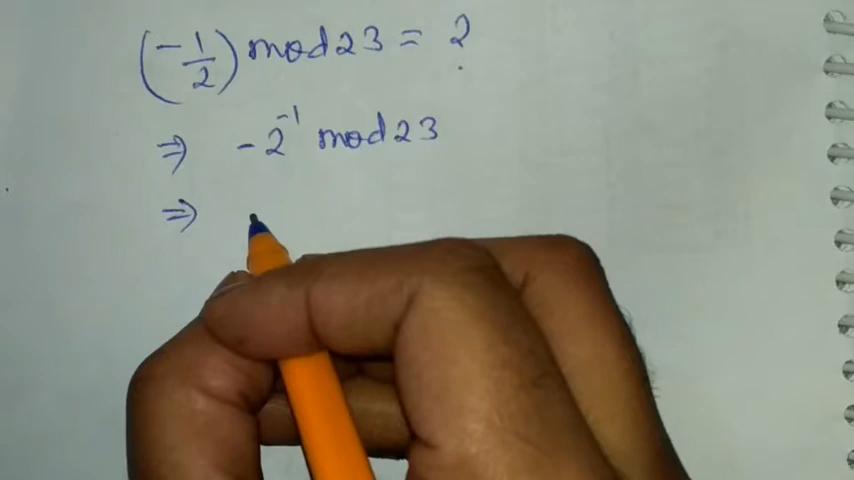 (-1/2) mod 23 = ?
⇒ -2⁻¹ mod 23
⇒